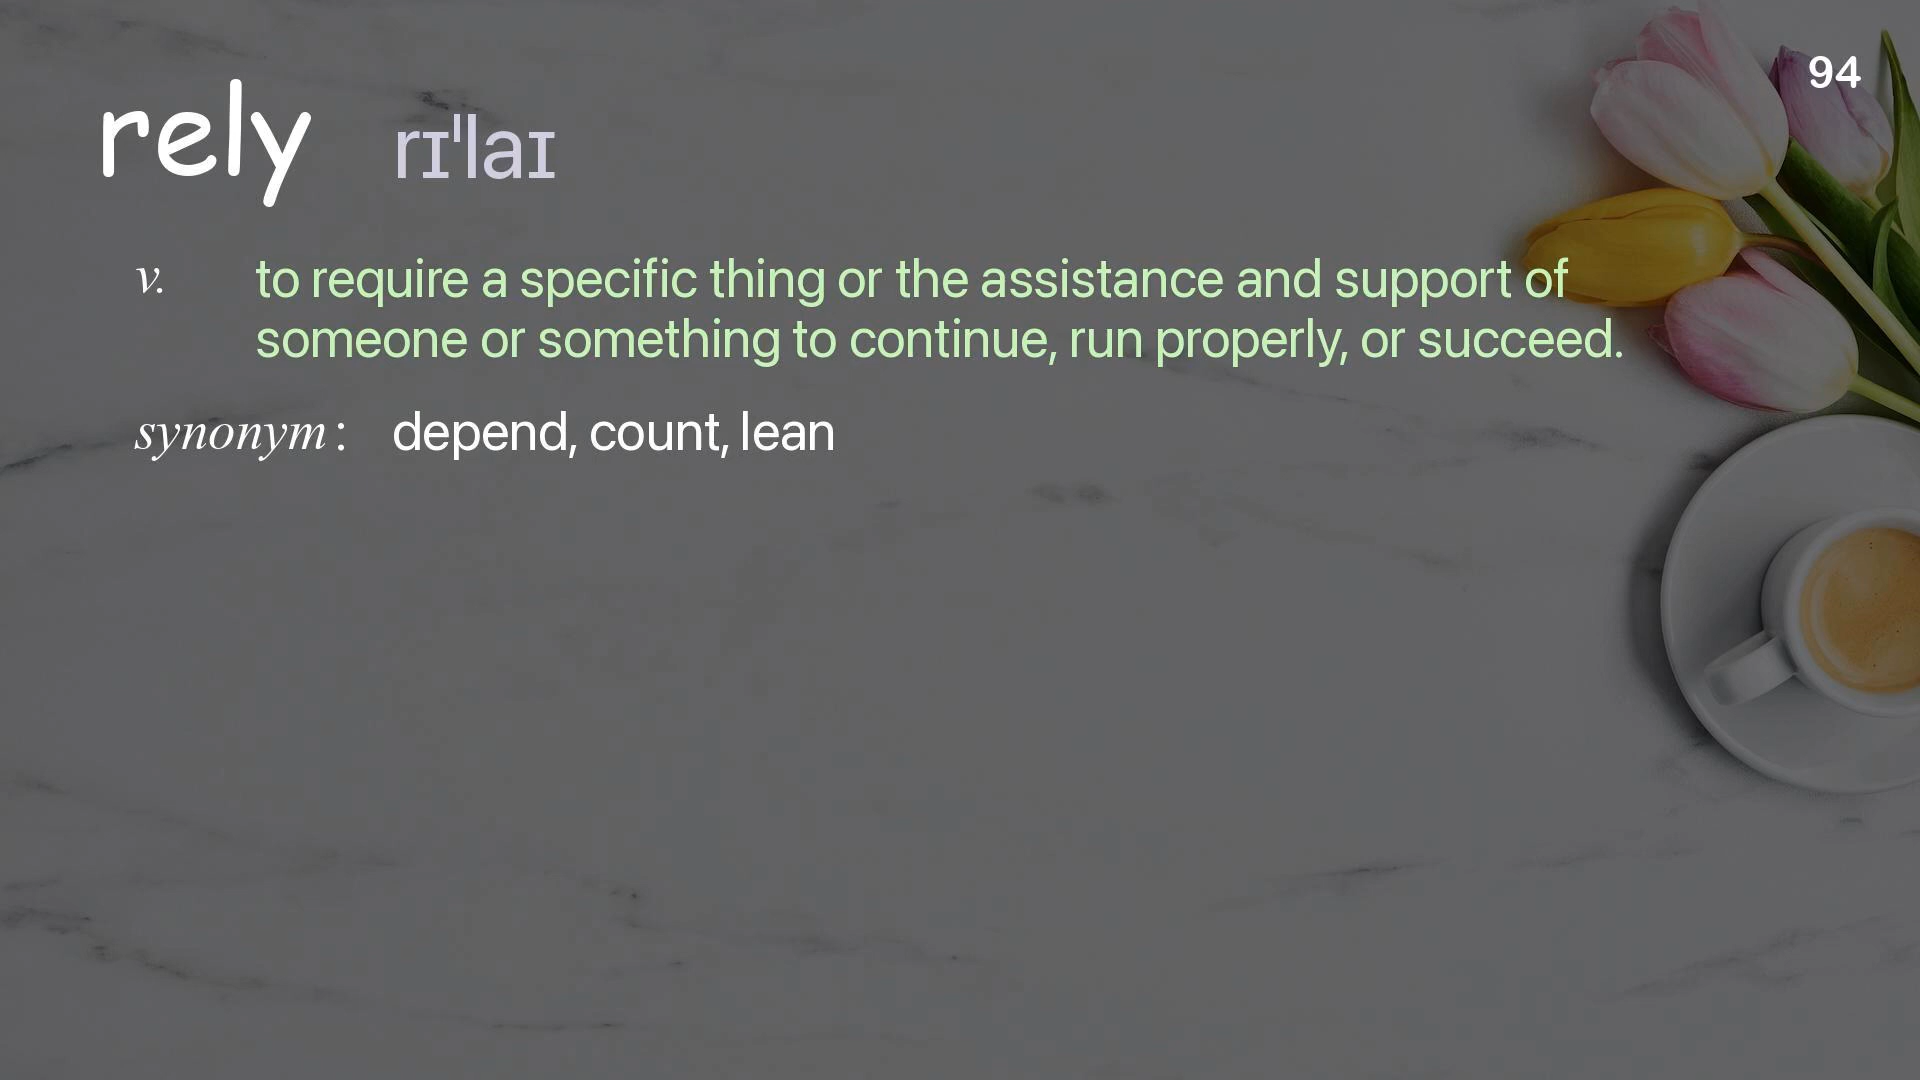 94
rely rɪˈlaɪ
v. to require a specific thing or the assistance and support of
someone or something to continue, run properly, or succeed.
synonym : depend, count, lean